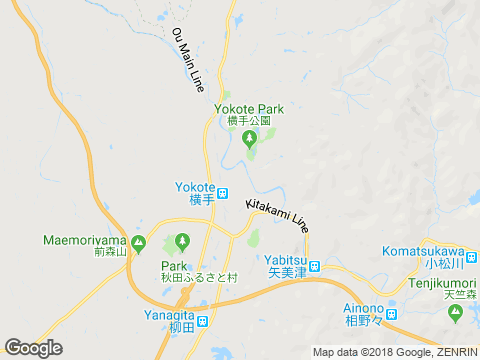 Ou Main Line
Yokote Park
横手公園
Yokote
横手
Kitakami Line
Maemoriyama
前森山
Park
秋田ふるさと村
Yabitsu
矢美津
Komatsukawa
小松川
Tenjikumori
天竺森
Ainono
相野々
Yanagita
柳田
Google
Map data ©2018 Google, ZENRIN